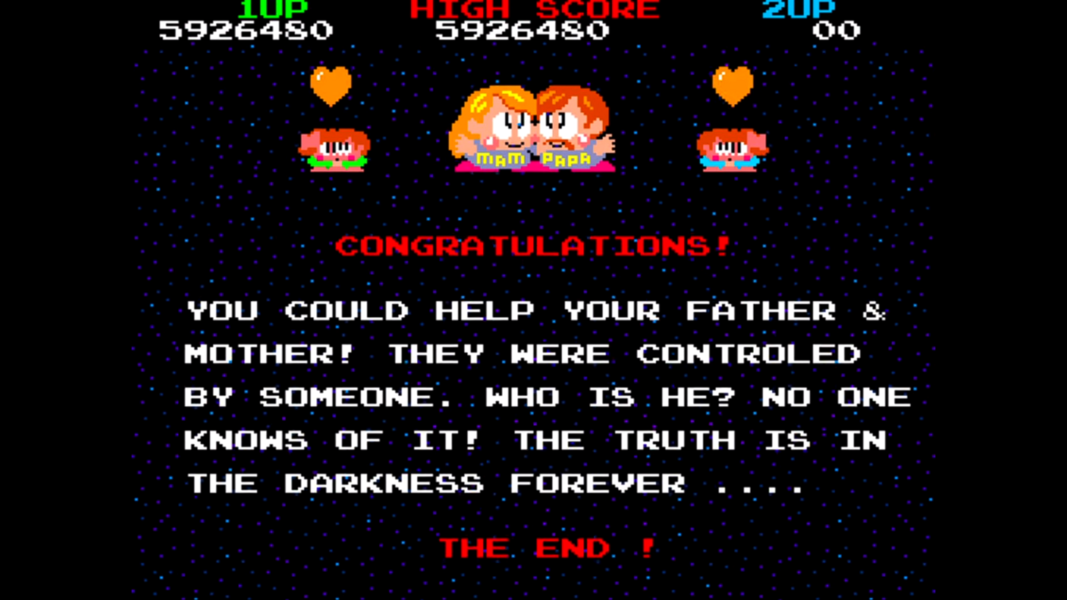 1UP HIGH SCORE 2UP
5926480 5926480 00
MAMI PAPA
CONGRATULATIONS!
YOU COULD HELP YOUR FATHER &
MOTHER! THEY WERE CONTROLED
BY SOMEONE. WHO IS HE? NO ONE
KNOWS OF IT! THE TRUTH IS IN
THE DARKNESS FOREVER ....
THE END !